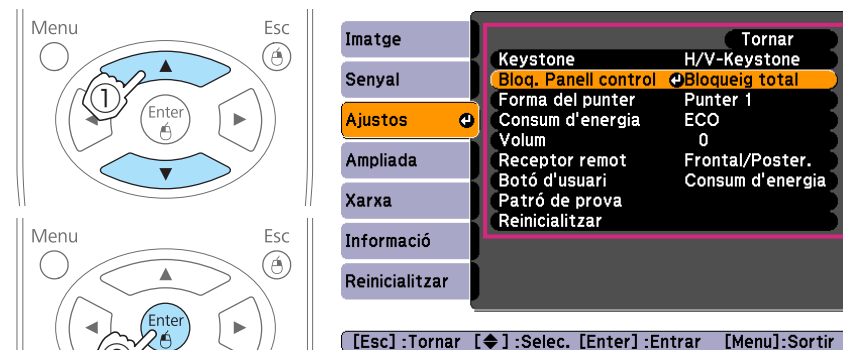 Menu Esc
1
Enter
Menu Esc
Enter
Imatge
Senyal
Ajustos
Ampliada
Xarxa
Informació
Reinicialitzar
Tornar
Keystone H/V-Keystone
Bloq. Panell control Bloqueig total
Forma del punter Punter 1
Consum d'energia ECO
Volum 0
Receptor remot Frontal/Poster.
Botó d'usuari Consum d'energia
Patró de prova
Reinicialitzar
[Esc] :Tornar [◆] :Selec. [Enter] :Entrar [Menu]:Sortir